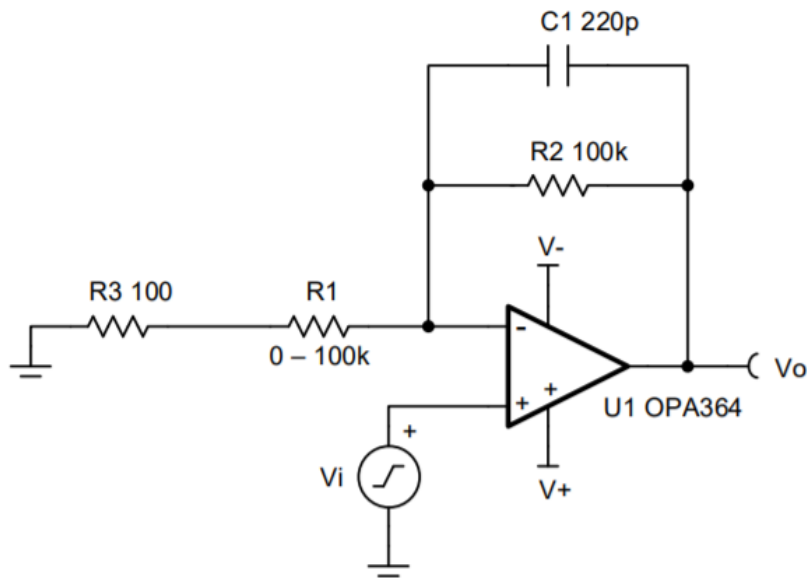 C1 220p
R2 100k
V-
R3 100
R1
0 – 100k
-
+
+
Vo
U1 OPA364
+
Vi
V+